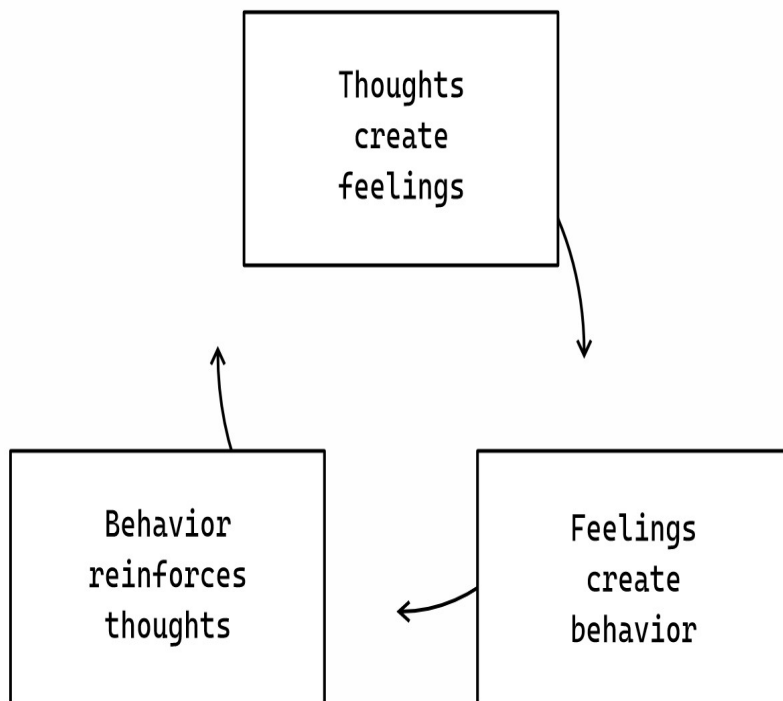 Thoughts
create
feelings
Behavior
reinforces
thoughts
Feelings
create
behavior